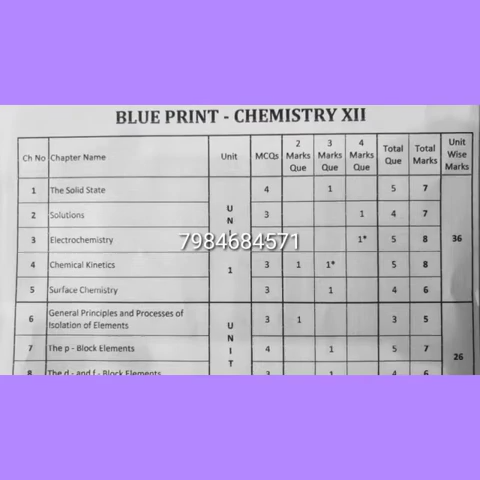 BLUE PRINT - CHEMISTRY XII
Ch No Chapter Name Unit MCQs 2 Marks Que 3 Marks Que 4 Marks Que Total Que Total Marks Unit Wise Marks
1 The Solid State 4 1 5 7
2 Solutions 3 1 4 7
3 Electrochemistry 1* 5 8
7984684571
4 Chemical Kinetics 3 1 1* 5 8
5 Surface Chemistry 3 1 4 6
UNIT 1
36
6 General Principles and Processes of
Isolation of Elements 3 1 3 5
7 The p - Block Elements 4 1 5 7
8 The d - and f - Block Elements 3 1 4 6
UNIT
26